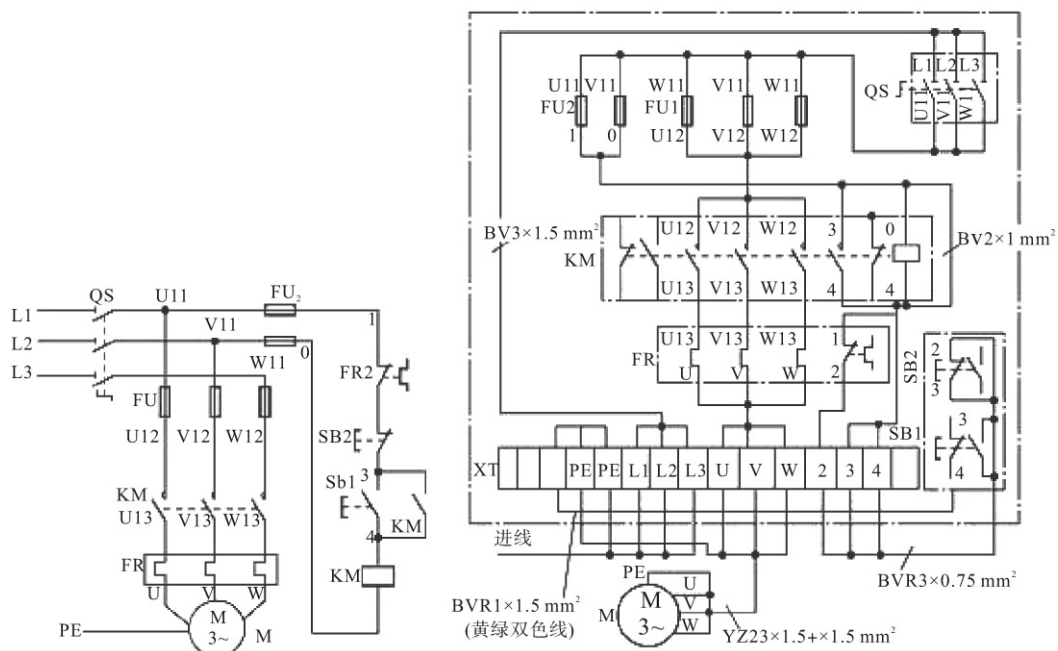 QS
U11
FU₂
1
L1
V11
L2
W11
0
L3
FR2
FU
U12
V12
W12
SB2
Sb1
3
KM
KM
U13
V13
W13
4
FR
KM
U
V
W
PE
M
3~
M
L1
L2
L3
QS
U11
V11
W11
U11
V11
W11
V11
W11
FU2
FU1
1
0
U12
V12
W12
BV3×1.5 mm²
U12
V12
W12
3
0
BV2×1 mm²
KM
U13
V13
W13
4
4
U13
V13
W13
1
FR
U
V
W
2
SB2
2
3
SB1
3
4
XT
PE
PE
L1
L2
L3
U
V
W
2
3
4
进线
BVR3×0.75 mm²
PE
U
V
W
M
M
3~
BVR1×1.5 mm²
(黄绿双色线)
YZ23×1.5+×1.5 mm²